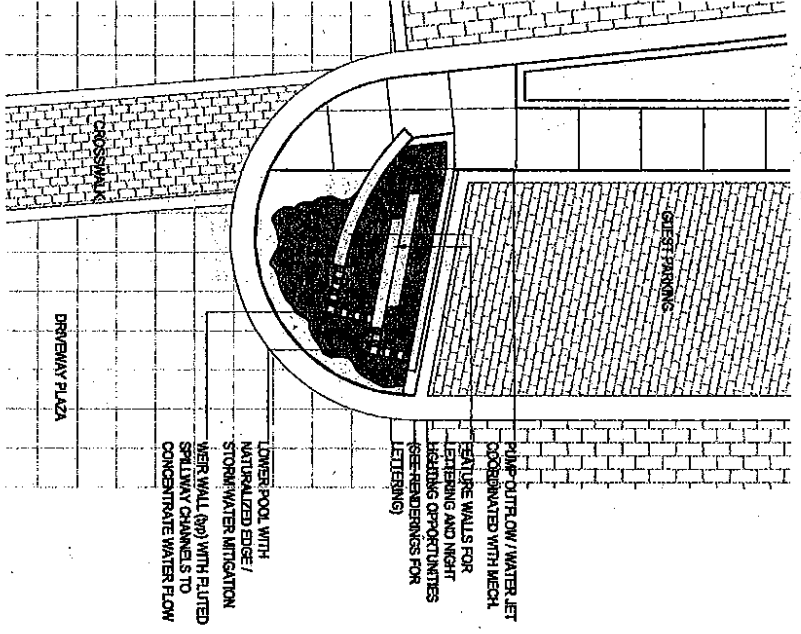 CROSSWALK
GUEST PARKING
DRIVEWAY PLAZA
PUMP OUTFLOW / WATER JET
COORDINATED WITH MECH.
FEATURE WALLS FOR
LETTERING AND NIGHT
LIGHTING OPPORTUNITIES
(SEE RENDERINGS FOR
LETTERING)
LOWER POOL WITH
NATURALIZED EDGE /
STORM WATER MITIGATION
WEIR WALL (typ) WITH FLUTED
SPILLWAY CHANNELS TO
CONCENTRATE WATER FLOW